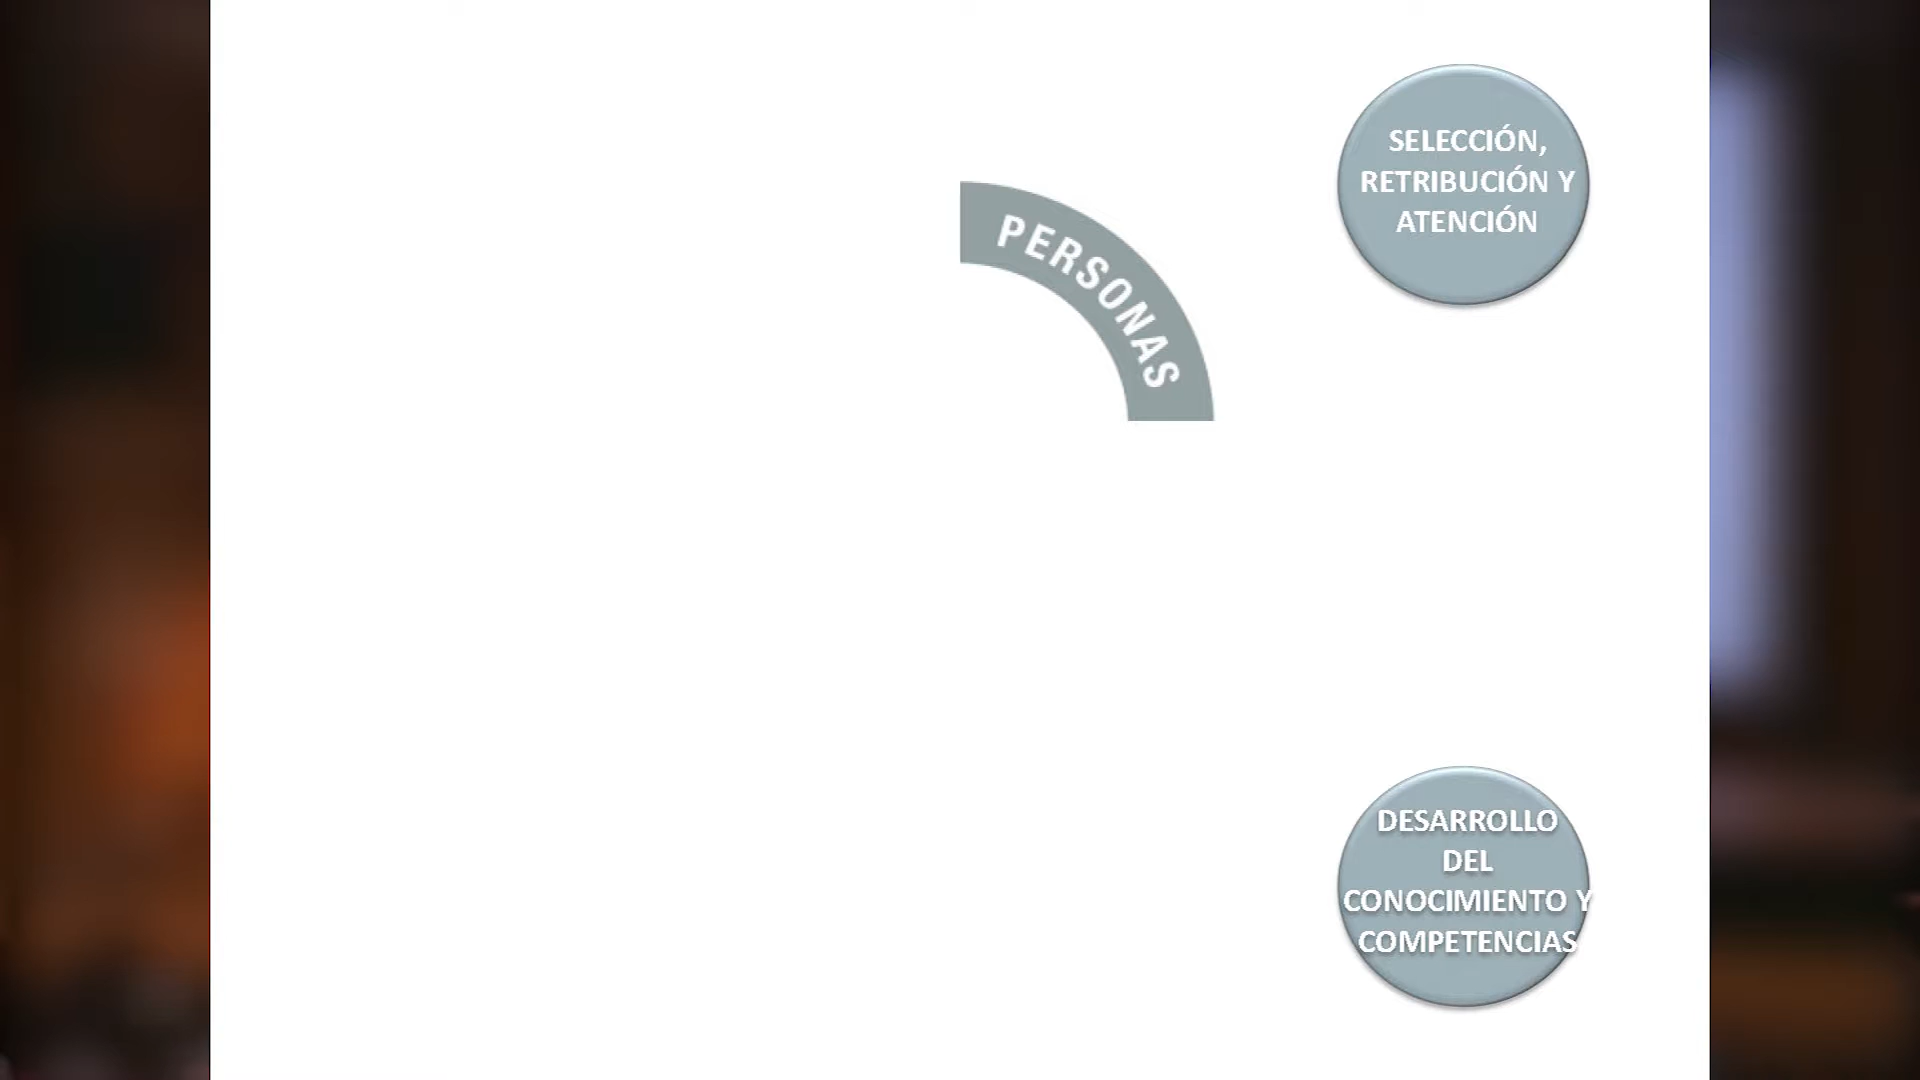 PERSONAS
SELECCIÓN,
RETRIBUCIÓN Y
ATENCIÓN
DESARROLLO
DEL
CONOCIMIENTO Y
COMPETENCIAS